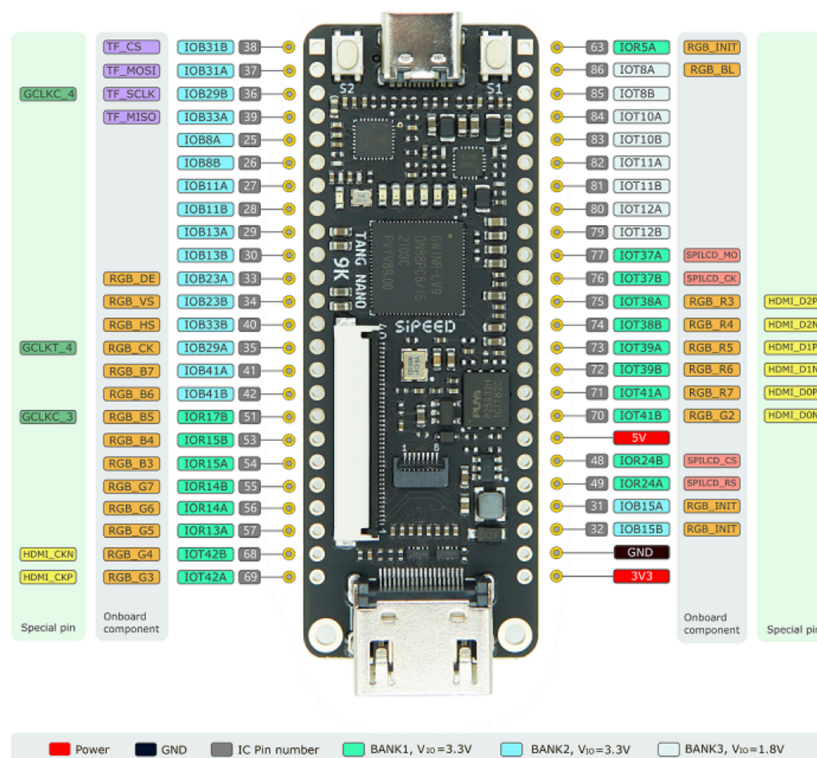 TF_CS IOB31B 38 63 IOR5A RGB_INIT
TF_MOSI IOB31A 37 86 IOT8A RGB_BL
GCLKC_4 TF_SCLK IOB29B 36 S2 S1 85 IOT8B
TF_MISO IOB33A 39 84 IOT10A
IOB8A 25 83 IOT10B
IOB8B 26 82 IOT11A
IOB11A 27 81 IOT11B
IOB11B 28 80 IOT12A
IOB13A 29 79 IOT12B
IOB13B 30 77 IOT37A SPILCD_MO
RGB_DE IOB23A 33 76 IOT37B SPILCD_CK
RGB_VS IOB23B 34 75 IOT38A RGB_R3 HDMI_D2P
RGB_HS IOB33B 40 74 IOT38B RGB_R4 HDMI_D2N
GCLKT_4 RGB_CK IOB29A 35 73 IOT39A RGB_R5 HDMI_D1P
RGB_B7 IOB41A 41 72 IOT39B RGB_R6 HDMI_D1N
RGB_B6 IOB41B 42 71 IOT41A RGB_R7 HDMI_D0P
GCLKC_3 RGB_B5 IOR17B 51 70 IOT41B RGB_G2 HDMI_D0N
RGB_B4 IOR15B 53 5V
RGB_B3 IOR15A 54 48 IOR24B SPILCD_CS
RGB_G7 IOR14B 55 49 IOR24A SPILCD_RS
RGB_G6 IOR14A 56 31 IOB15A RGB_INIT
RGB_G5 IOR13A 57 32 IOB15B RGB_INIT
HDMI_CKN RGB_G4 IOT42B 68 GND
HDMI_CKP RGB_G3 IOT42A 69 3V3
TANG NANO
9K
SiPEED
Special pin
Onboard
component
Onboard
component
Special pin
Power GND IC Pin number BANK1, VIO=3.3V BANK2, VIO=3.3V BANK3, VIO=1.8V